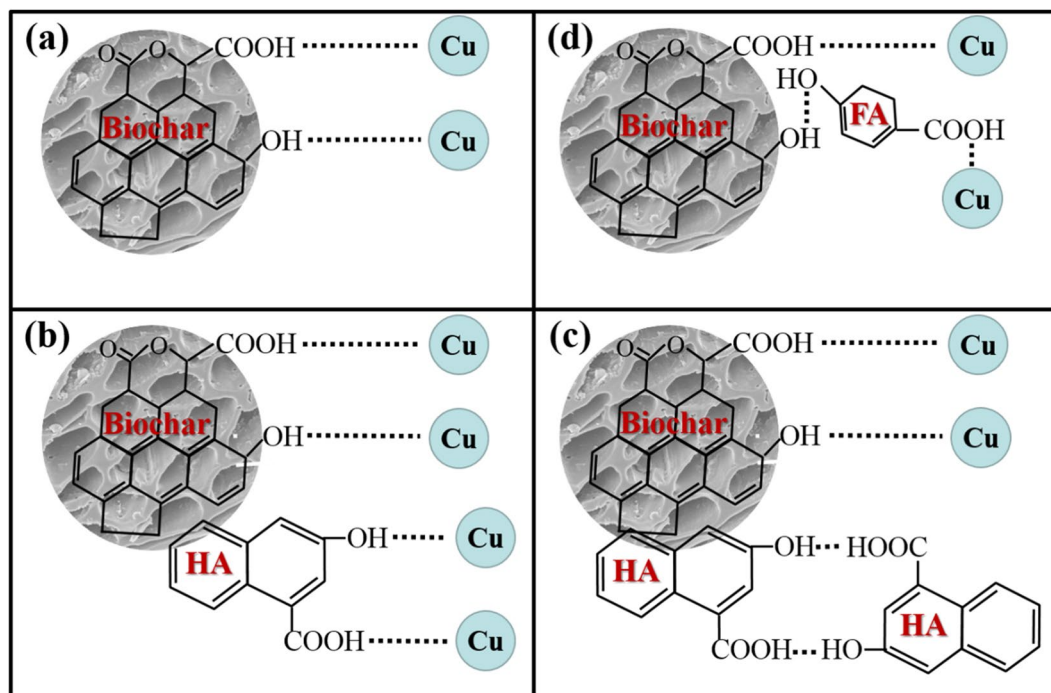 (a)
O
O
COOH
Cu
Biochar
OH
Cu
(d)
O
O
COOH
Cu
HO
FA
Biochar
OH
COOH
Cu
(b)
O
O
COOH
Cu
Biochar
OH
Cu
HA
OH
Cu
COOH
Cu
(c)
O
O
COOH
Cu
Biochar
OH
Cu
HA
OH
HOOC
COOH
HO
HA